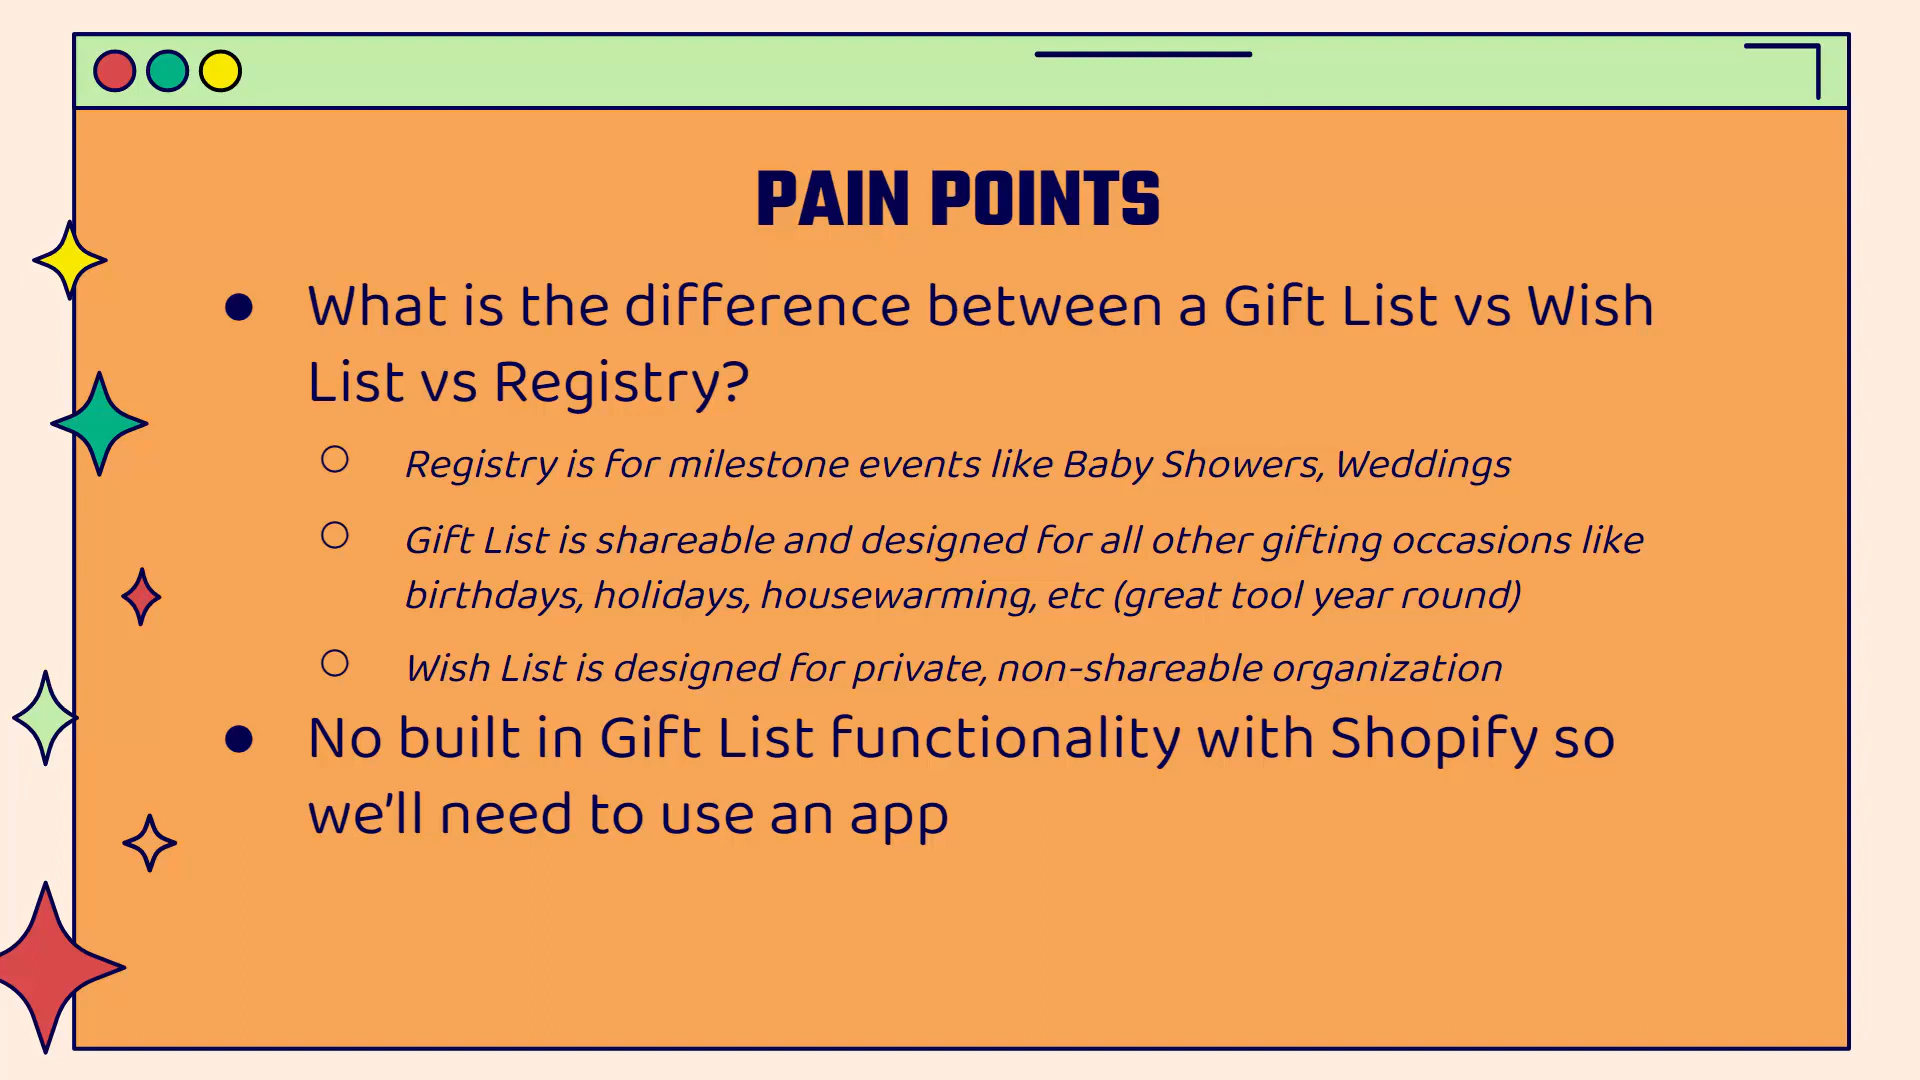 PAIN POINTS
What is the difference between a Gift List vs Wish
List vs Registry?
Registry is for milestone events like Baby Showers, Weddings
Gift List is shareable and designed for all other gifting occasions like
birthdays, holidays, housewarming, etc (great tool year round)
Wish List is designed for private, non-shareable organization
No built in Gift List functionality with Shopify so
we'll need to use an app